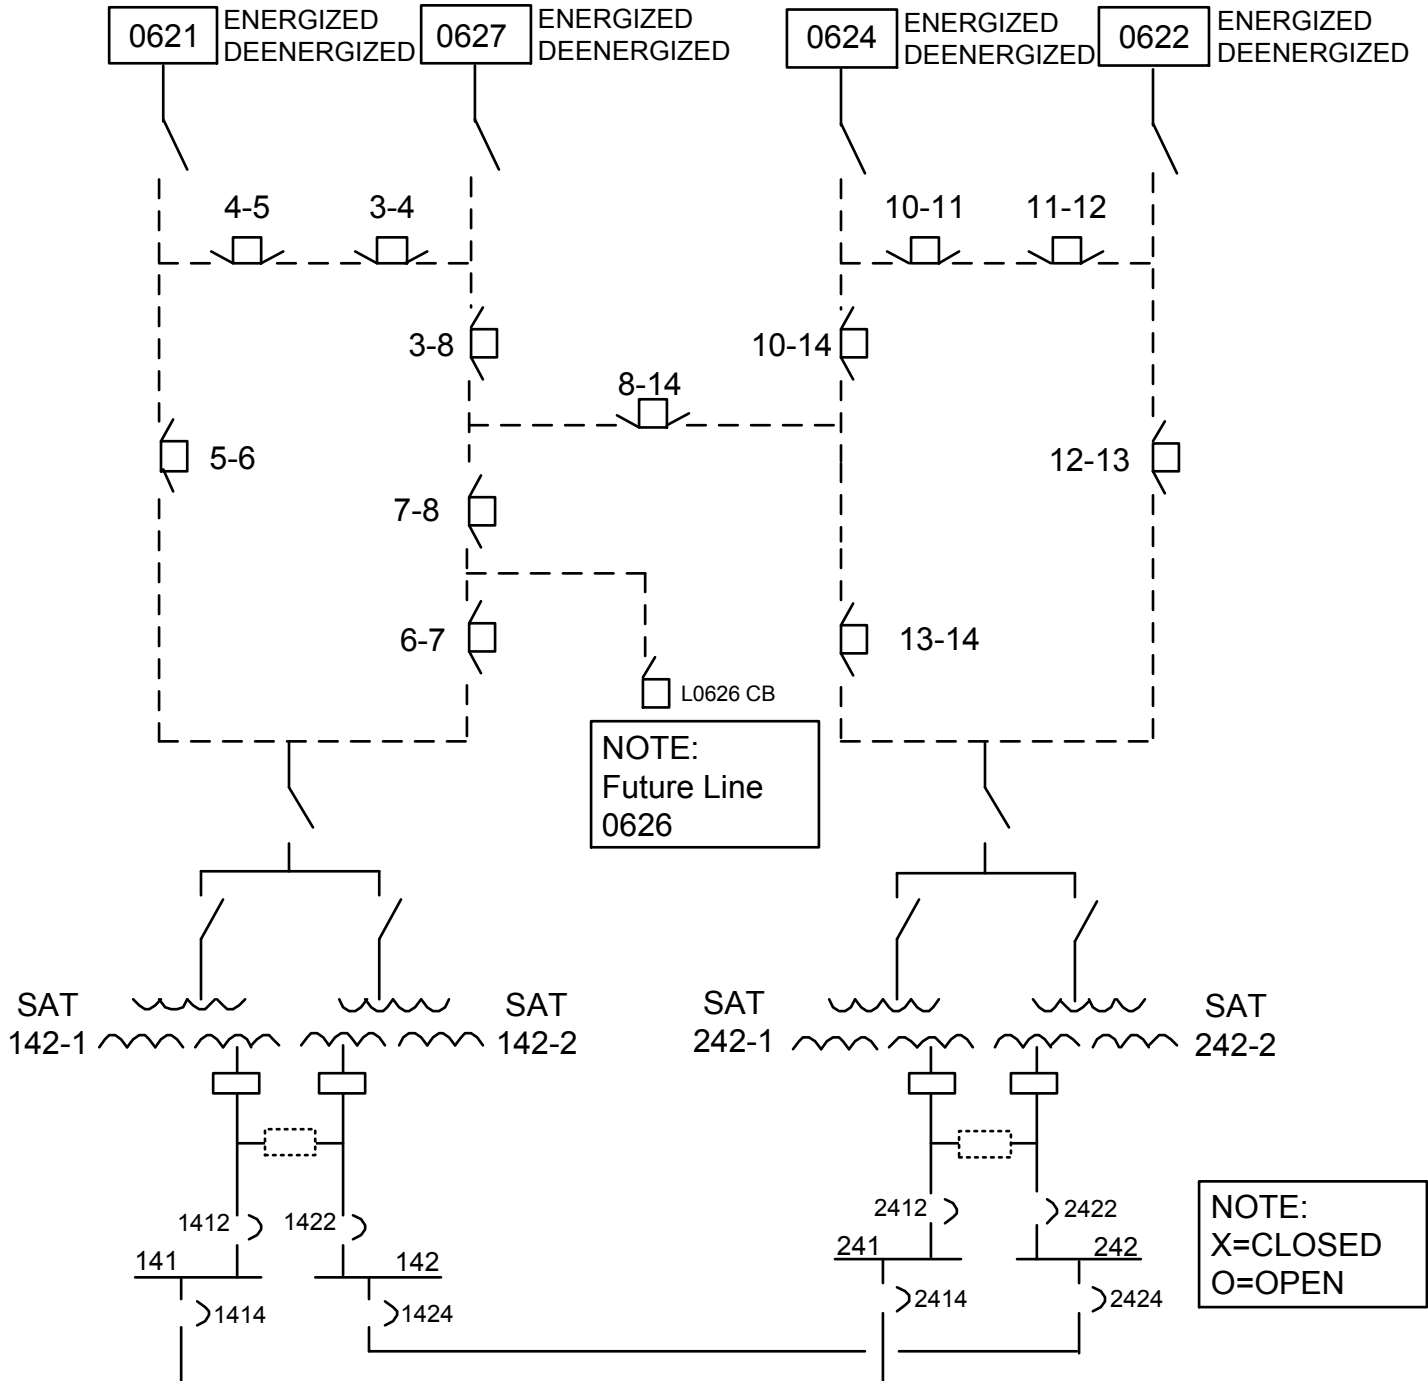 0621
ENERGIZED
DEENERGIZED
0627
ENERGIZED
DEENERGIZED
0624
ENERGIZED
DEENERGIZED
0622
ENERGIZED
DEENERGIZED
4-5
3-4
10-11
11-12
3-8
10-14
8-14
5-6
12-13
7-8
6-7
13-14
L0626 CB
NOTE:
Future Line
0626
SAT
142-1
SAT
142-2
SAT
242-1
SAT
242-2
1412
1422
2412
2422
141
142
241
242
1414
1424
2414
2424
NOTE:
X=CLOSED
O=OPEN